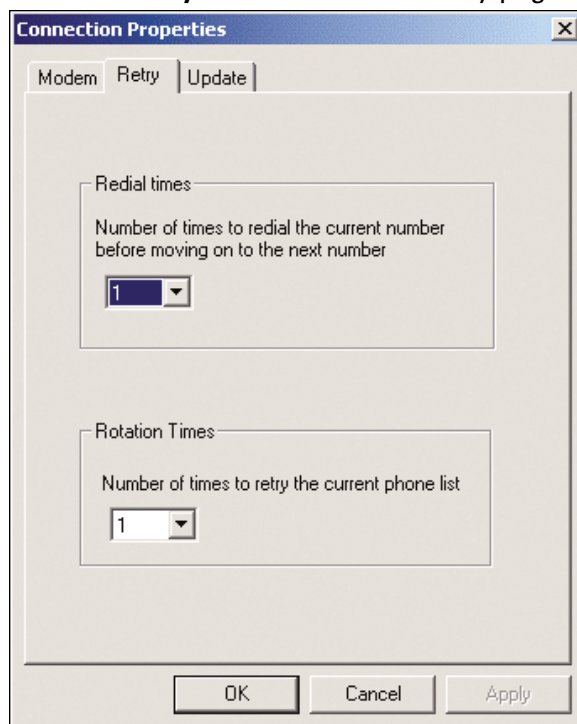 Connection Properties
Modem Retry Update
Redial times
Number of times to redial the current number
before moving on to the next number
1
Rotation Times
Number of times to retry the current phone list
1
OK Cancel Apply